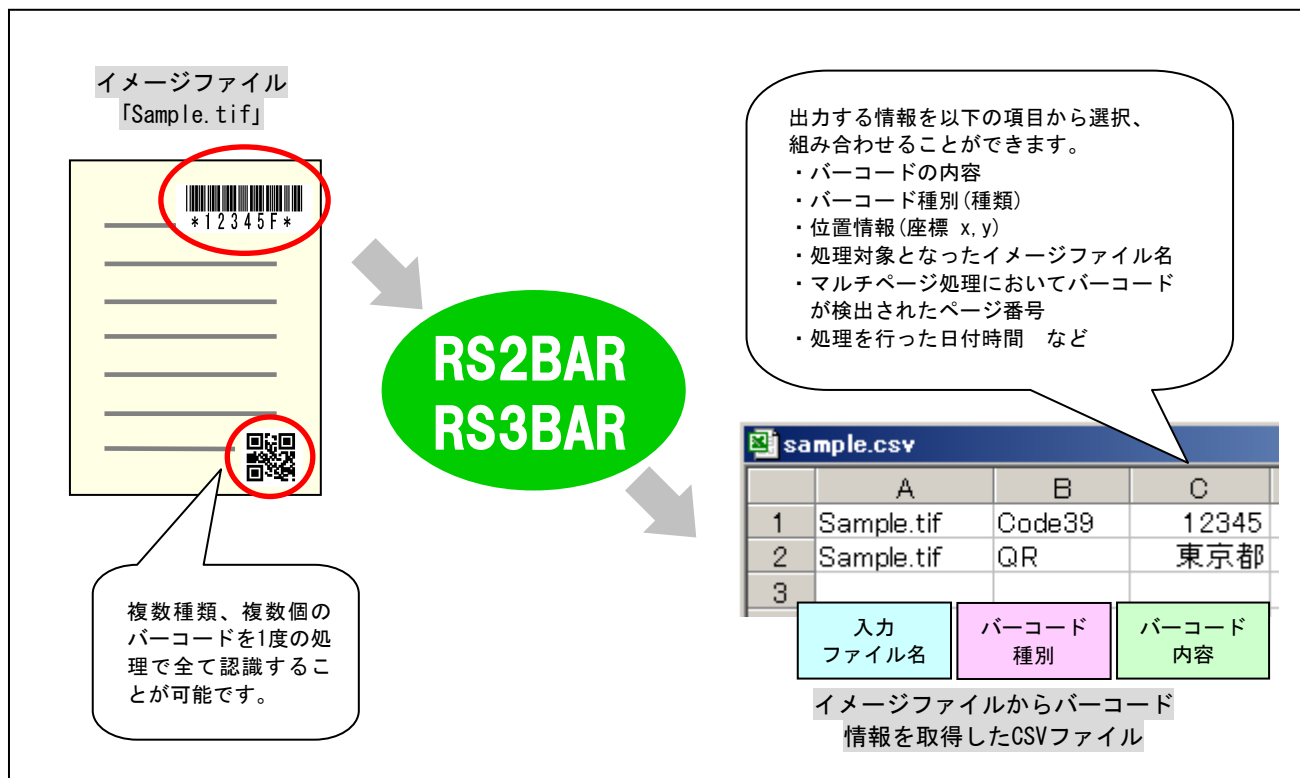 イメージファイル
「Sample.tif」
*12345F*
複数種類、複数個の
バーコードを1度の処
理で全て認識するこ
とが可能です。
RS2BAR
RS3BAR
出力する情報を以下の項目から選択、
組み合わせることができます。
・バーコードの内容
・バーコード種別(種類)
・位置情報(座標 x,y)
・処理対象となったイメージファイル名
・マルチページ処理においてバーコード
が検出されたページ番号
・処理を行った日付時間　など
sample.csv
A B C
1 Sample.tif Code39 12345
2 Sample.tif QR 東京都
3
入力
ファイル名
バーコード
種別
バーコード
内容
イメージファイルからバーコード
情報を取得したCSVファイル